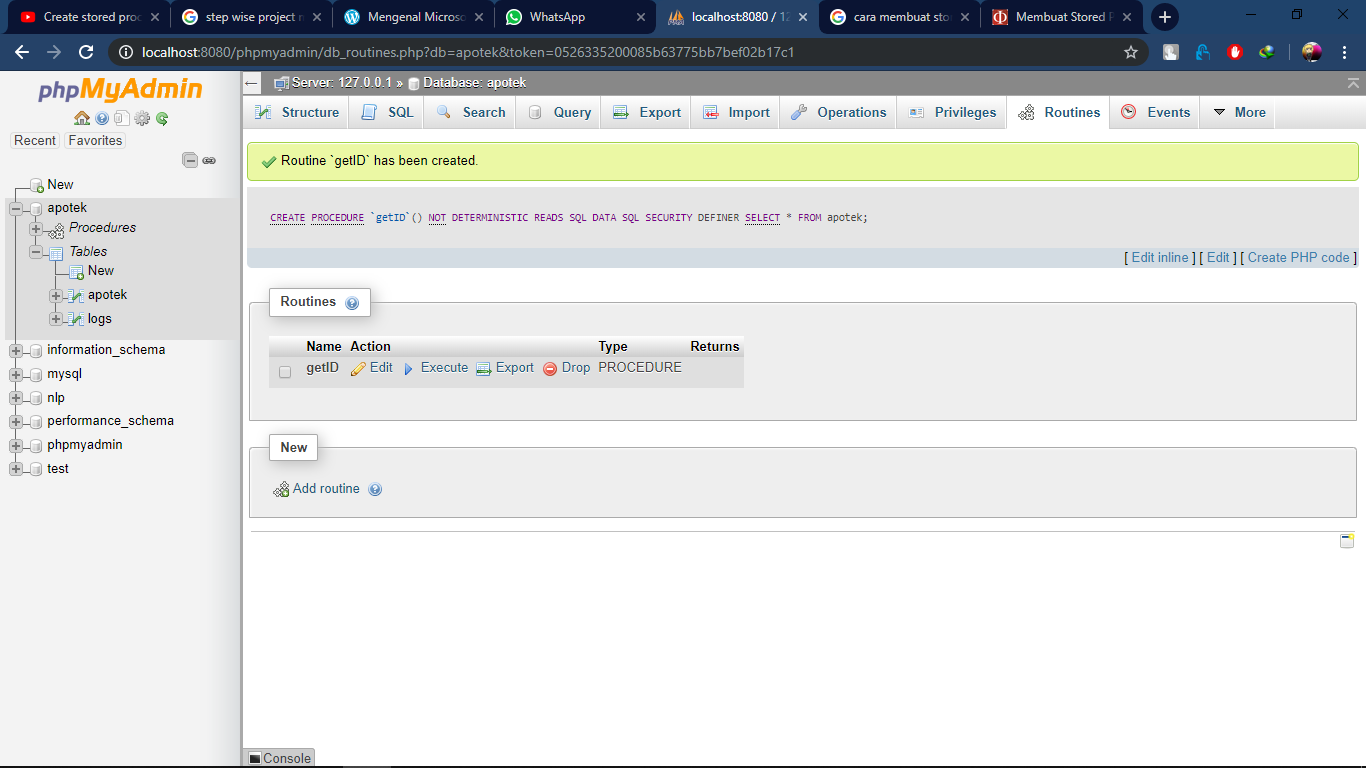 Create stored proc
step wise project m
Mengenal Microso
WhatsApp
localhost:8080 / 12
cara membuat sto
Membuat Stored P
localhost:8080/phpmyadmin/db_routines.php?db=apotek&token=0526335200085b63775bb7bef02b17c1
phpMyAdmin
Recent
Favorites
New
apotek
Procedures
Tables
New
apotek
logs
information_schema
mysql
nlp
performance_schema
phpmyadmin
test
Server: 127.0.0.1 » Database: apotek
Structure
SQL
Search
Query
Export
Import
Operations
Privileges
Routines
Events
More
Routine `getID` has been created.
CREATE PROCEDURE `getID`() NOT DETERMINISTIC READS SQL DATA SQL SECURITY DEFINER SELECT * FROM apotek;
[ Edit inline ] [ Edit ] [ Create PHP code ]
Routines
Name Action Type Returns
getID Edit Execute Export Drop PROCEDURE
New
Add routine
Console